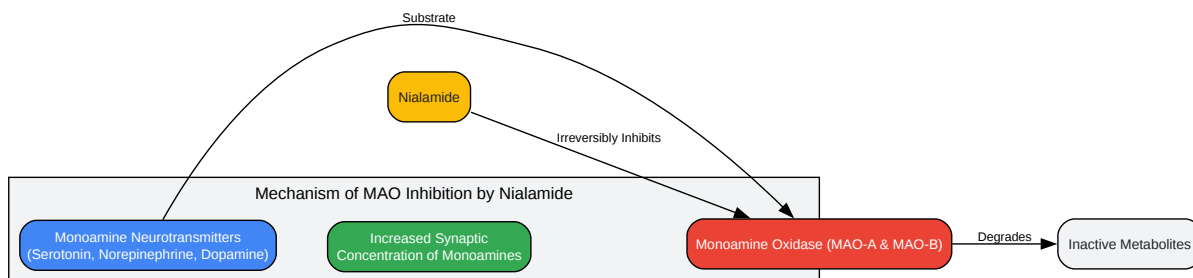 Substrate
Nialamide
Irreversibly Inhibits
Mechanism of MAO Inhibition by Nialamide
Monoamine Neurotransmitters
(Serotonin, Norepinephrine, Dopamine)
Increased Synaptic
Concentration of Monoamines
Monoamine Oxidase (MAO-A & MAO-B)
Degrades
Inactive Metabolites